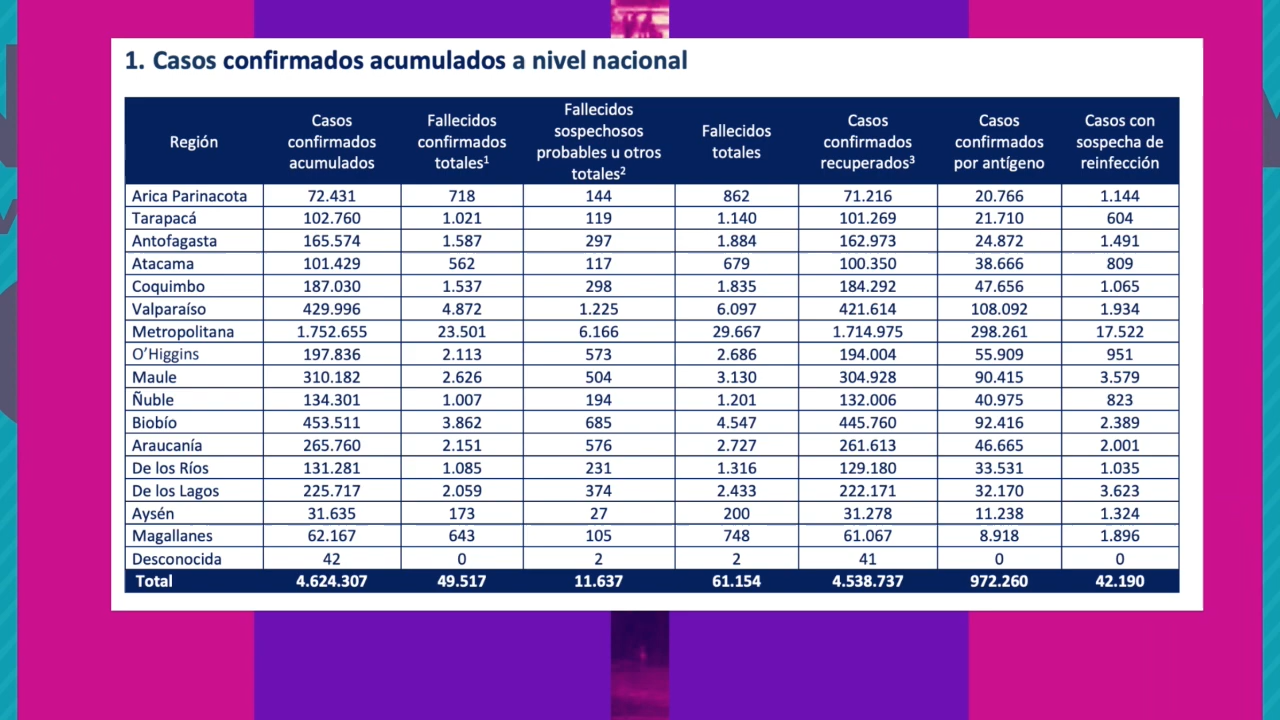 1. Casos confirmados acumulados a nivel nacional
Región Casos confirmados acumulados Fallecidos confirmados totales¹ Fallecidos sospechosos probables u otros totales² Fallecidos totales Casos confirmados recuperados³ Casos confirmados por antígeno Casos con sospecha de reinfección
Arica Parinacota 72.431 718 144 862 71.216 20.766 1.144
Tarapacá 102.760 1.021 119 1.140 101.269 21.710 604
Antofagasta 165.574 1.587 297 1.884 162.973 24.872 1.491
Atacama 101.429 562 117 679 100.350 38.666 809
Coquimbo 187.030 1.537 298 1.835 184.292 47.656 1.065
Valparaíso 429.996 4.872 1.225 6.097 421.614 108.092 1.934
Metropolitana 1.752.655 23.501 6.166 29.667 1.714.975 298.261 17.522
O’Higgins 197.836 2.113 573 2.686 194.004 55.909 951
Maule 310.182 2.626 504 3.130 304.928 90.415 3.579
Ñuble 134.301 1.007 194 1.201 132.006 40.975 823
Biobío 453.511 3.862 685 4.547 445.760 92.416 2.389
Araucanía 265.760 2.151 576 2.727 261.613 46.665 2.001
De los Ríos 131.281 1.085 231 1.316 129.180 33.531 1.035
De los Lagos 225.717 2.059 374 2.433 222.171 32.170 3.623
Aysén 31.635 173 27 200 31.278 11.238 1.324
Magallanes 62.167 643 105 748 61.067 8.918 1.896
Desconocida 42 0 2 2 41 0 0
Total 4.624.307 49.517 11.637 61.154 4.538.737 972.260 42.190